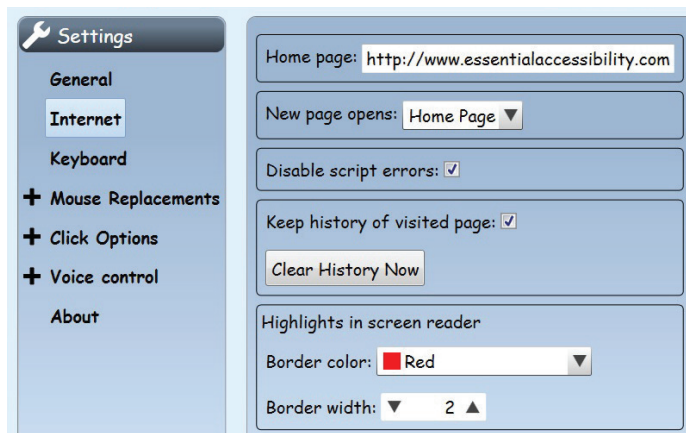 Settings
General
Internet
Keyboard
Mouse Replacements
Click Options
Voice control
About
Home page: http://www.essentialaccessibility.com
New page opens: Home Page
Disable script errors:
Keep history of visited page:
Clear History Now
Highlights in screen reader
Border color: Red
Border width: 2